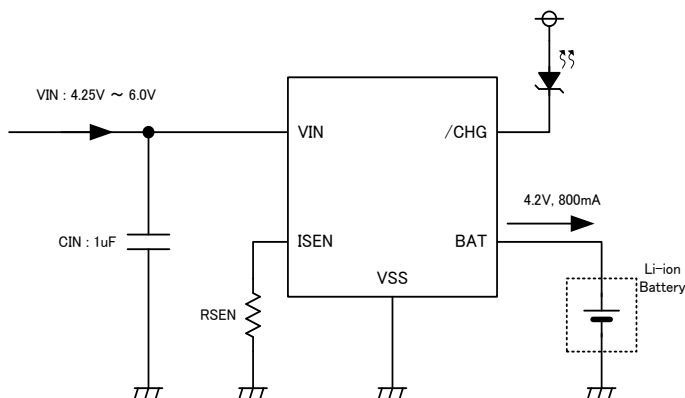 VIN : 4.25V ～ 6.0V
VIN
/CHG
4.2V, 800mA
CIN : 1uF
ISEN
BAT
VSS
Li-ion
Battery
RSEN